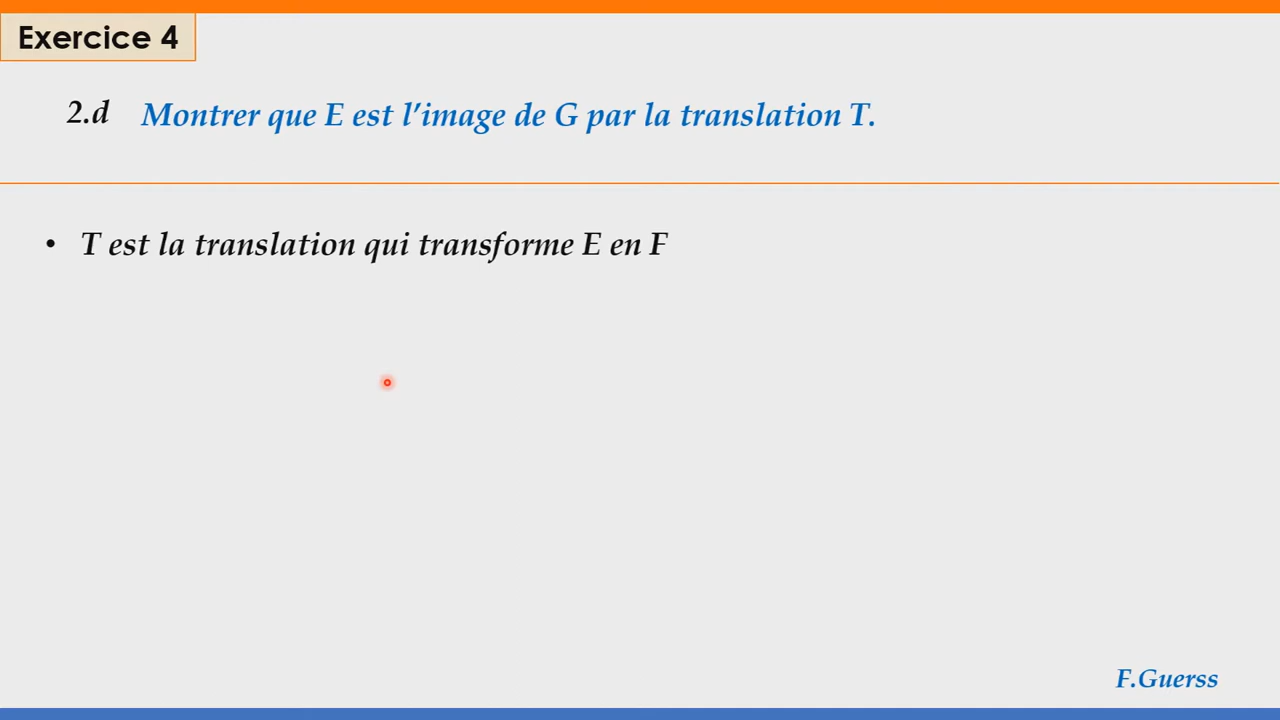 Exercice 4
2.d Montrer que E est l’image de G par la translation T.
• T est la translation qui transforme E en F
F.Guerss